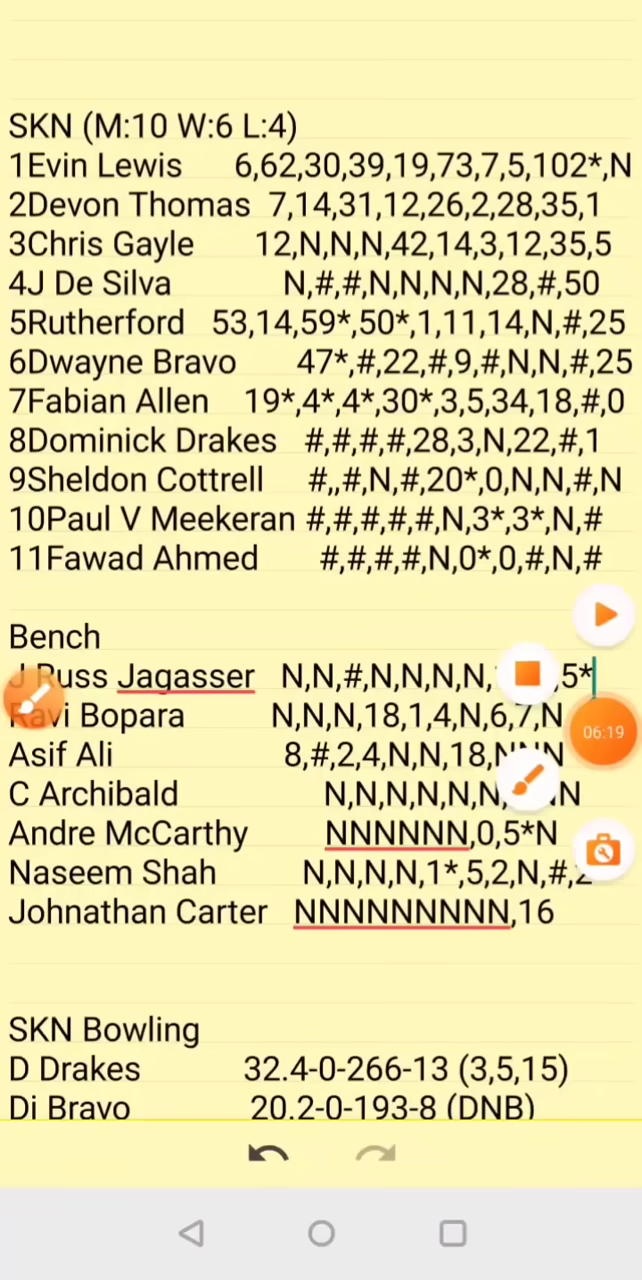 SKN (M:10 W:6 L:4)
1Evin Lewis 6,62,30,39,19,73,7,5,102*,N
2Devon Thomas 7,14,31,12,26,2,28,35,1
3Chris Gayle 12,N,N,N,42,14,3,12,35,5
4J De Silva N,#,#,N,N,N,N,28,#,50
5Rutherford 53,14,59*,50*,1,11,14,N,#,25
6Dwayne Bravo 47*,#,22,#,9,#,N,N,#,25
7Fabian Allen 19*,4*,4*,30*,3,5,34,18,#,0
8Dominick Drakes #,#,#,#,28,3,N,22,#,1
9Sheldon Cottrell #,,#,N,#,20*,0,N,N,#,N
10Paul V Meekeran #,#,#,#,#,N,3*,3*,N,#
11Fawad Ahmed #,#,#,#,N,0*,0,#,N,#
Bench
J Russ Jagasser N,N,#,N,N,N,N, ,5*
Ravi Bopara N,N,N,18,1,4,N,6,7,N
06:19
Asif Ali 8,#,2,4,N,N,18,N N
C Archibald N,N,N,N,N,N, N
Andre McCarthy NNNNNN,0,5*N
Naseem Shah N,N,N,N,1*,5,2,N,#,2
Johnathan Carter NNNNNNNNN,16
SKN Bowling
D Drakes 32.4-0-266-13 (3,5,15)
Di Bravo 20.2-0-193-8 (DNB)